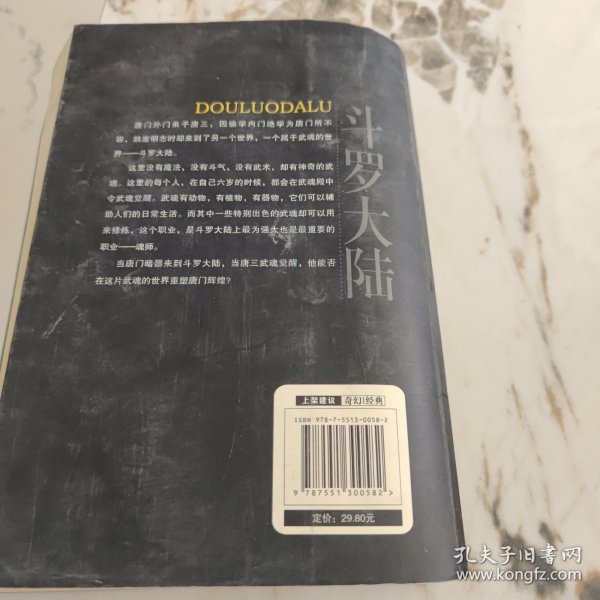 DOULUODALU
斗罗大陆
唐门外门弟子唐三，因偷学内门绝学为唐门所不
容，跳崖明志时却来到了另一个世界，一个属于武魂的世
界——斗罗大陆。
这里没有魔法，没有斗气，没有武术，却有神奇的武
魂。这里的每个人，在自己六岁的时候，都会在武魂殿中
令武魂觉醒。武魂有动物，有植物，有器物，它们可以辅
助人们的日常生活。而其中一些特别出色的武魂却可以用
来修炼，这个职业，是斗罗大陆上最为强大也是最重要的
职业——魂师。
当唐门暗器来到斗罗大陆，当唐三武魂觉醒，他能否
在这片武魂的世界重塑唐门辉煌？
上架建议 奇幻|经典
ISBN 978-7-5513-0058-2
9 787551 300582 >
定价：29.80元
孔夫子旧书网
www.kongfz.com